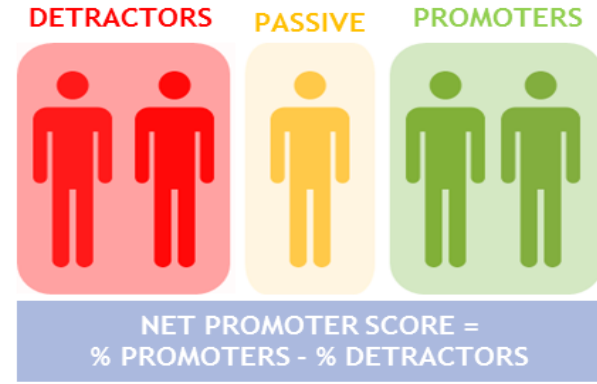 DETRACTORS
PASSIVE
PROMOTERS
NET PROMOTER SCORE =
% PROMOTERS - % DETRACTORS